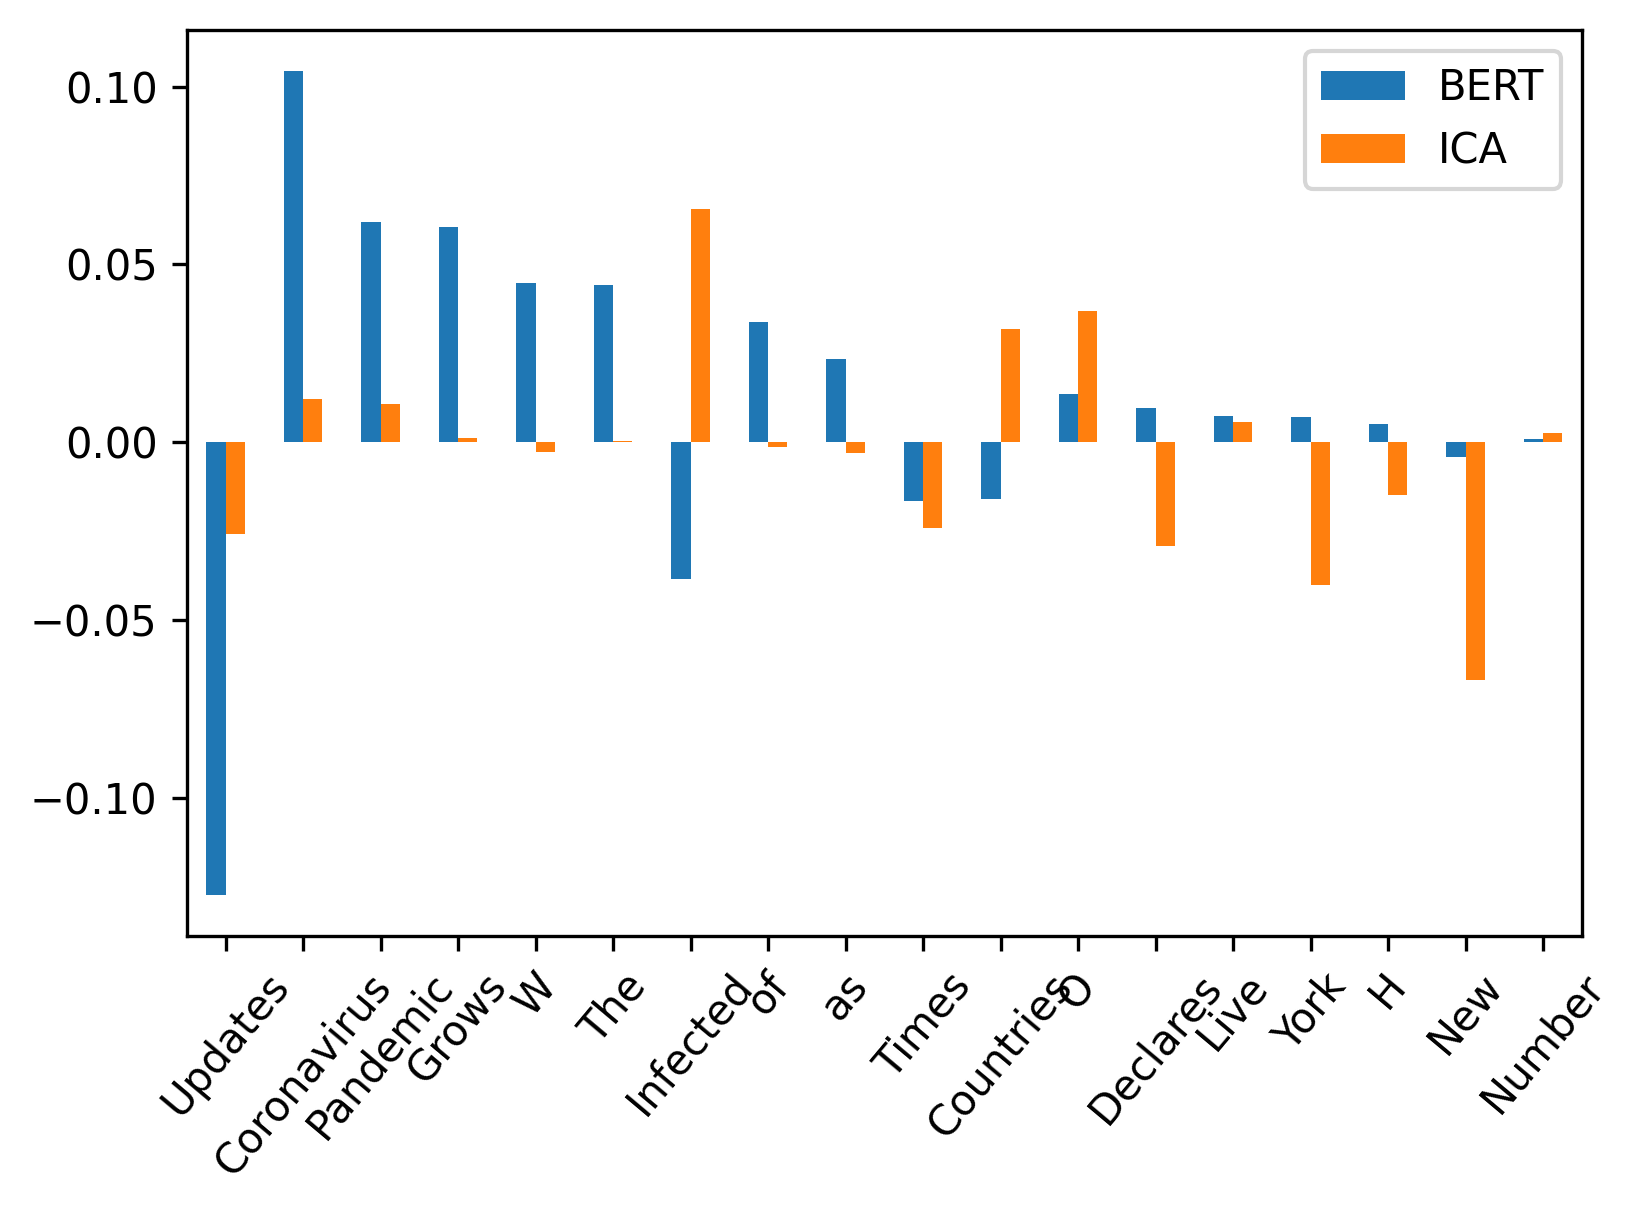 BERT
ICA
0.10
0.05
0.00
−0.05
−0.10
Updates
Coronavirus
Pandemic
Grows
W
The
Infected
of
as
Times
Countries
O
Declares
Live
York
H
New
Number